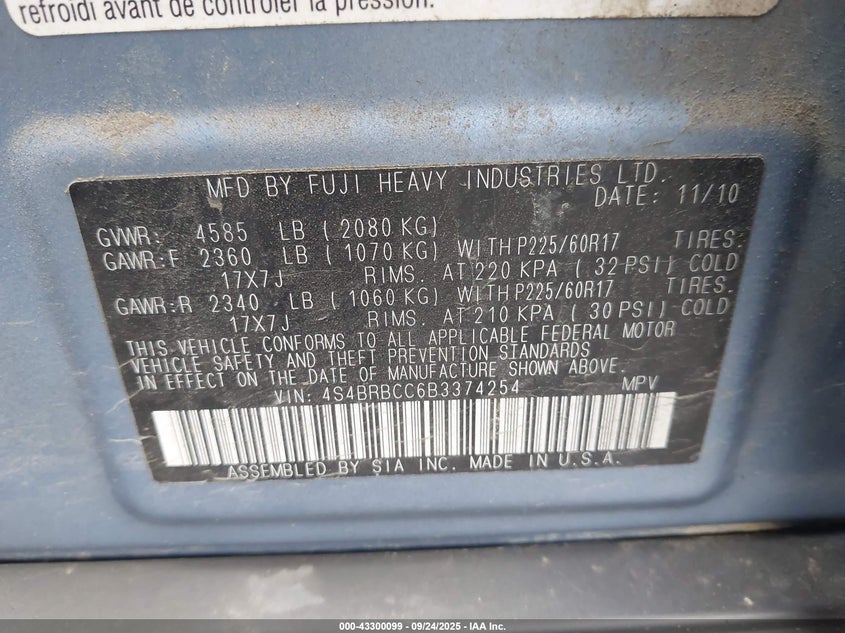 refroidi avant de contrôler la pression.
MFD BY FUJI HEAVY INDUSTRIES LTD.
DATE: 11/10
GVWR: 4585 LB ( 2080 KG)
GAWR:F 2360 LB ( 1070 KG) WITH P225/60R17 TIRES.
17X7J RIMS. AT 220 KPA ( 32 PSI) COLD
GAWR:R 2340 LB ( 1060 KG) WITH P225/60R17 TIRES.
17X7J RIMS. AT 210 KPA ( 30 PSI) COLD
THIS VEHICLE CONFORMS TO ALL APPLICABLE FEDERAL MOTOR
VEHICLE SAFETY AND THEFT PREVENTION STANDARDS
IN EFFECT ON THE DATE OF MANUFACTURE SHOWN ABOVE.
VIN: 4S4BRBCC6B3374254 MPV
ASSEMBLED BY SIA INC. MADE IN U.S.A.
000-43300099 - 09/24/2025 - IAA Inc.